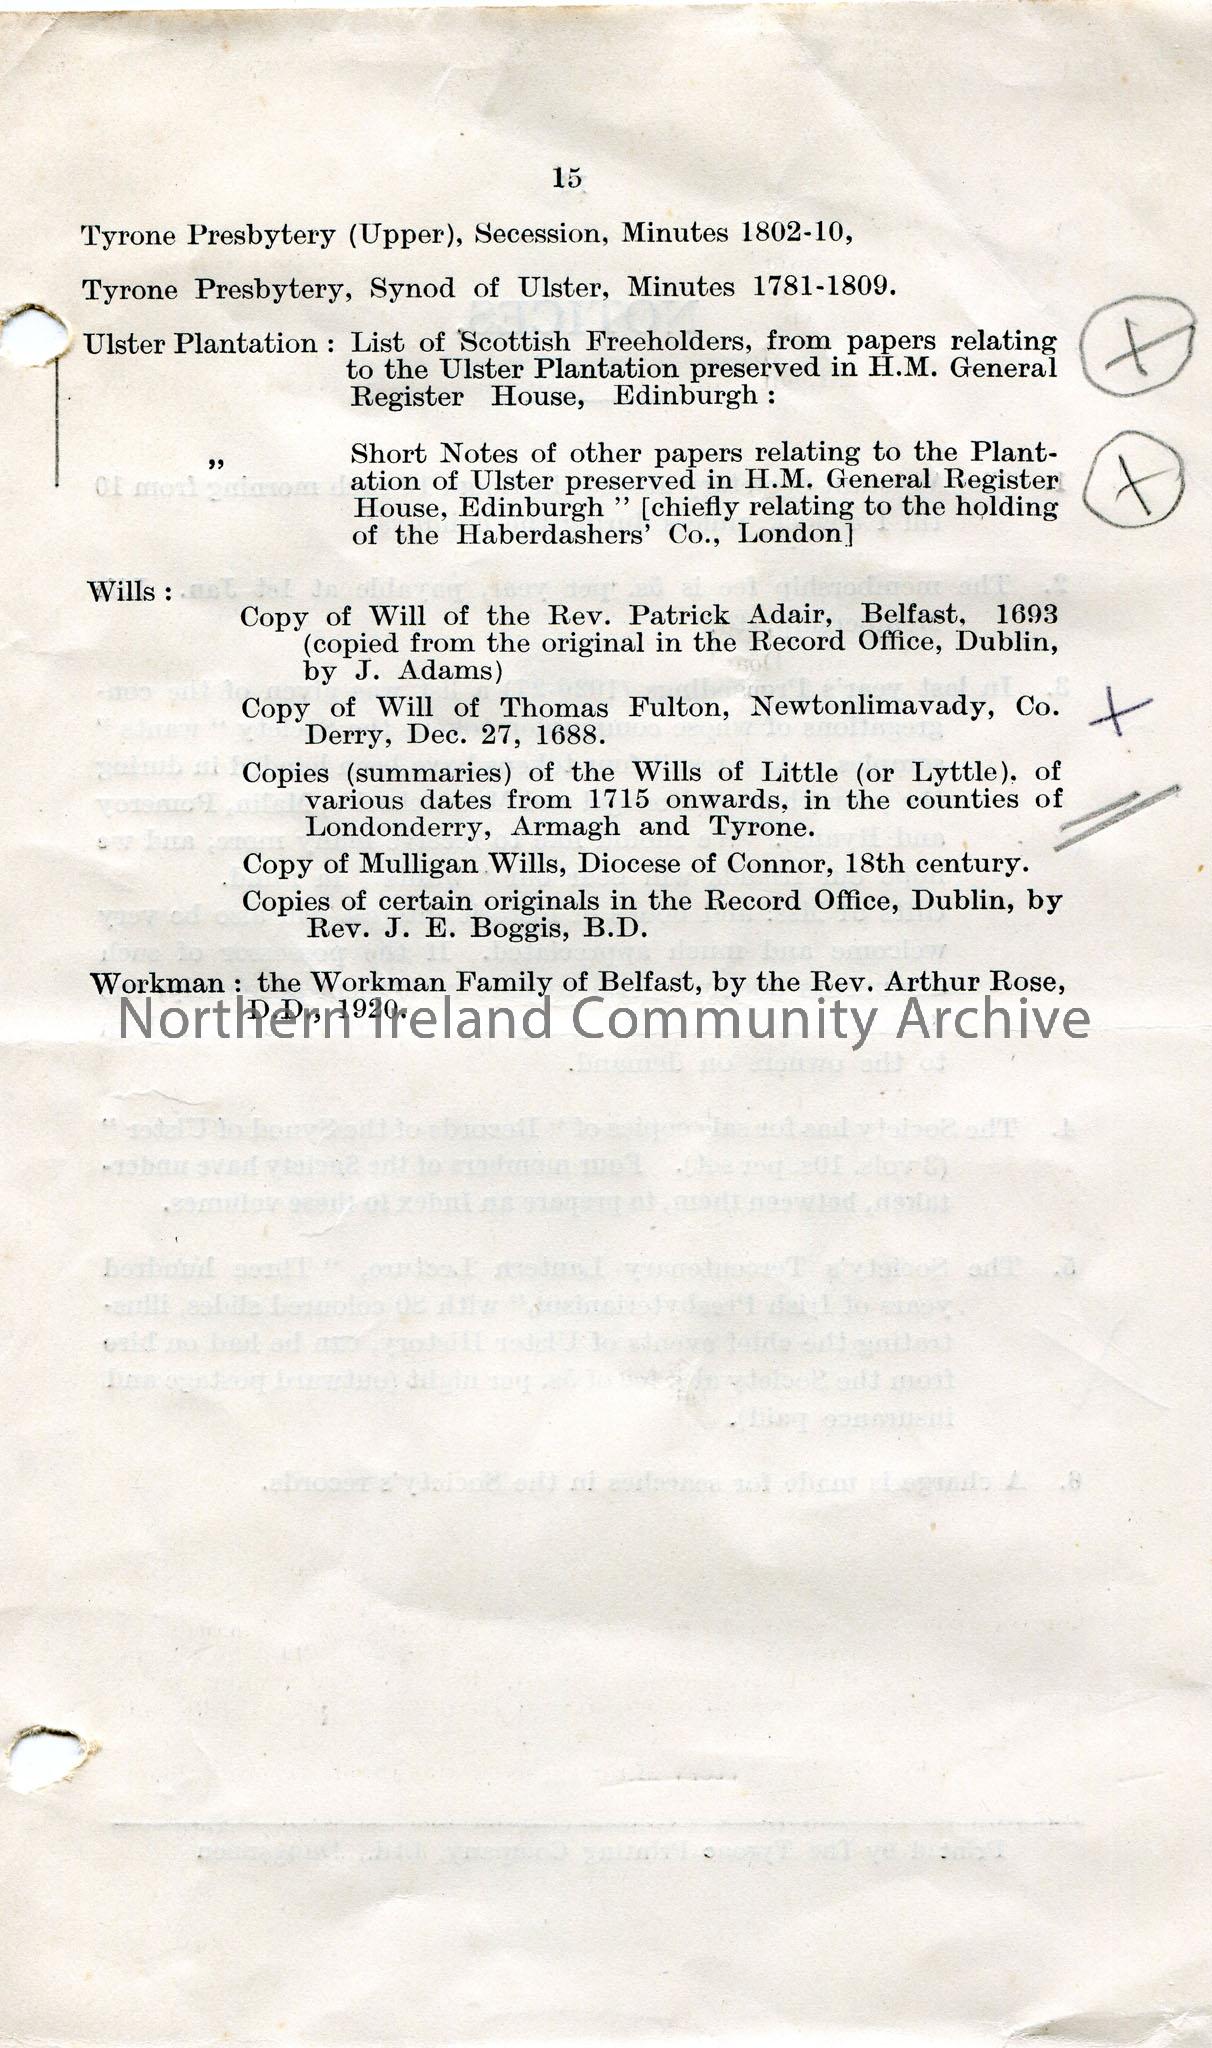 15
Tyrone Presbytery (Upper), Secession, Minutes 1802-10,
Tyrone Presbytery, Synod of Ulster, Minutes 1781-1809.
Ulster Plantation : List of Scottish Freeholders, from papers relating
to the Ulster Plantation preserved in H.M. General
Register House, Edinburgh :
„ Short Notes of other papers relating to the Plant-
ation of Ulster preserved in H.M. General Register
House, Edinburgh ” [chiefly relating to the holding
of the Haberdashers' Co., London]
Wills :
Copy of Will of the Rev. Patrick Adair, Belfast, 1693
(copied from the original in the Record Office, Dublin,
by J. Adams)
Copy of Will of Thomas Fulton, Newtonlimavady, Co.
Derry, Dec. 27, 1688.
Copies (summaries) of the Wills of Little (or Lyttle). of
various dates from 1715 onwards, in the counties of
Londonderry, Armagh and Tyrone.
Copy of Mulligan Wills, Diocese of Connor, 18th century.
Copies of certain originals in the Record Office, Dublin, by
Rev. J. E. Boggis, B.D.
Workman : the Workman Family of Belfast, by the Rev. Arthur Rose,
D.D., 1920.
Northern Ireland Community Archive